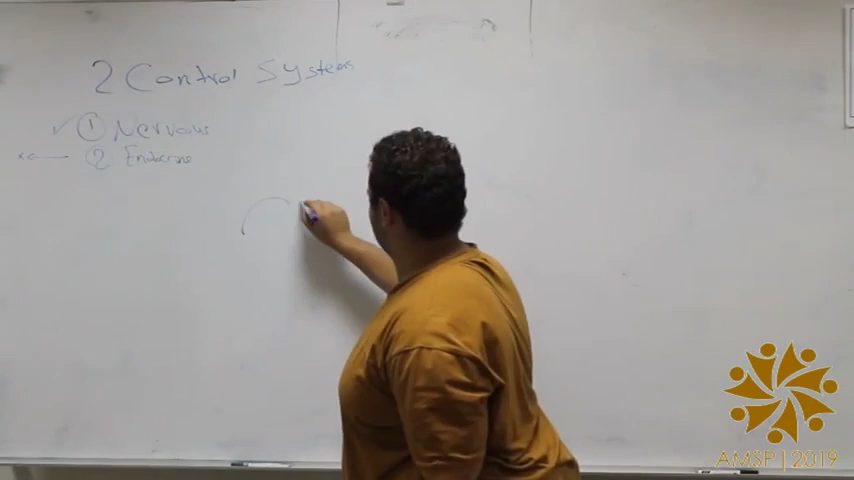 2 Control Systems
✓ ① Nervous
x ← ② Endocrine
AMSP | 2019